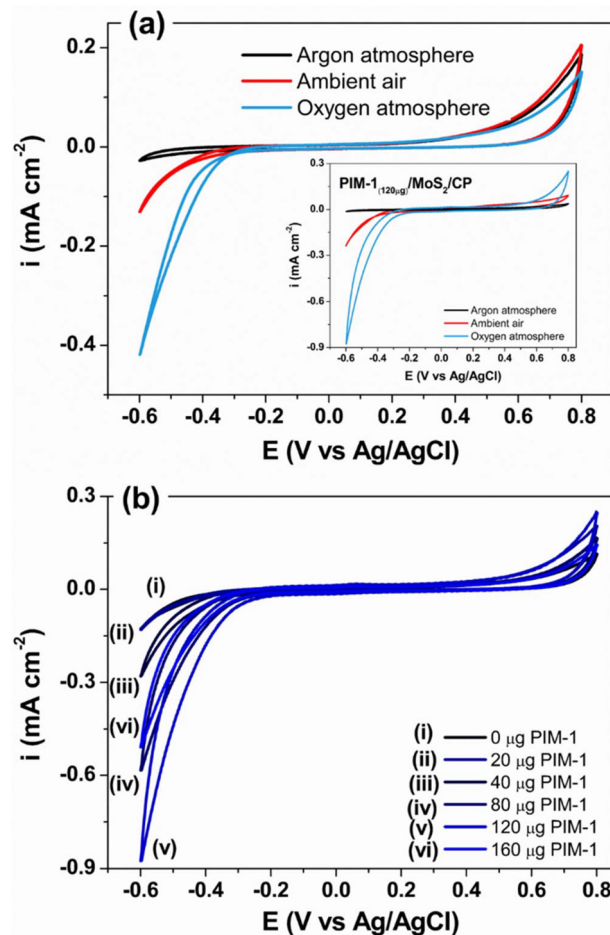 (a)
Argon atmosphere
Ambient air
Oxygen atmosphere
0.2
0.0
-0.2
-0.4
i (mA cm-2)
PIM-1(120μg)/MoS2/CP
0.3
0.0
-0.3
-0.6
-0.9
i (mA cm-2)
Argon atmosphere
Ambient air
Oxygen atmosphere
-0.6 -0.4 -0.2 0.0 0.2 0.4 0.6 0.8
E (V vs Ag/AgCl)
-0.6 -0.4 -0.2 0.0 0.2 0.4 0.6 0.8
E (V vs Ag/AgCl)
(b)
0.3
0.0
-0.3
-0.6
-0.9
i (mA cm-2)
(i)
(ii)
(iii)
(vi)
(iv)
(v)
(i) 0 μg PIM-1
(ii) 20 μg PIM-1
(iii) 40 μg PIM-1
(iv) 80 μg PIM-1
(v) 120 μg PIM-1
(vi) 160 μg PIM-1
-0.6 -0.4 -0.2 0.0 0.2 0.4 0.6 0.8
E (V vs Ag/AgCl)